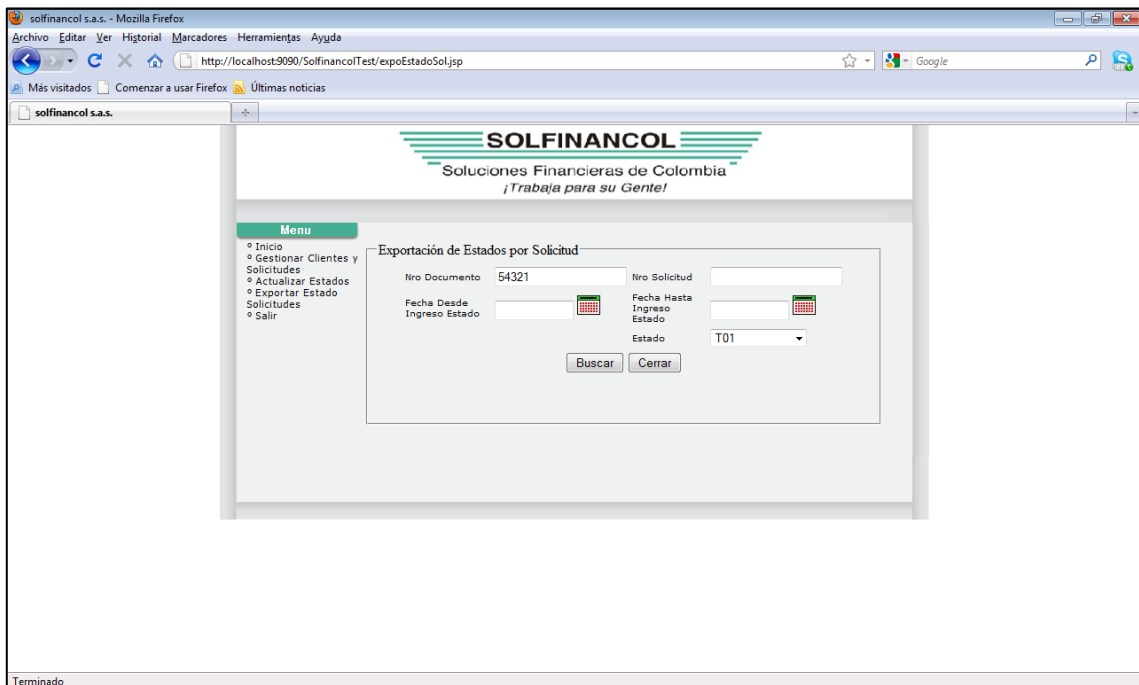 solfinancol s.a.s. - Mozilla Firefox
Archivo Editar Ver Historial Marcadores Herramientas Ayuda
http://localhost:9090/SolfinancolTest/expoEstadoSol.jsp
Google
Más visitados Comenzar a usar Firefox Últimas noticias
solfinancol s.a.s.
SOLFINANCOL
Soluciones Financieras de Colombia
¡Trabaja para su Gente!
Menu
º Inicio
º Gestionar Clientes y
Solicitudes
º Actualizar Estados
º Exportar Estado
Solicitudes
º Salir
Exportación de Estados por Solicitud
Nro Documento 54321 Nro Solicitud
Fecha Desde
Ingreso Estado
Fecha Hasta
Ingreso
Estado
Estado T01
Buscar Cerrar
Terminado